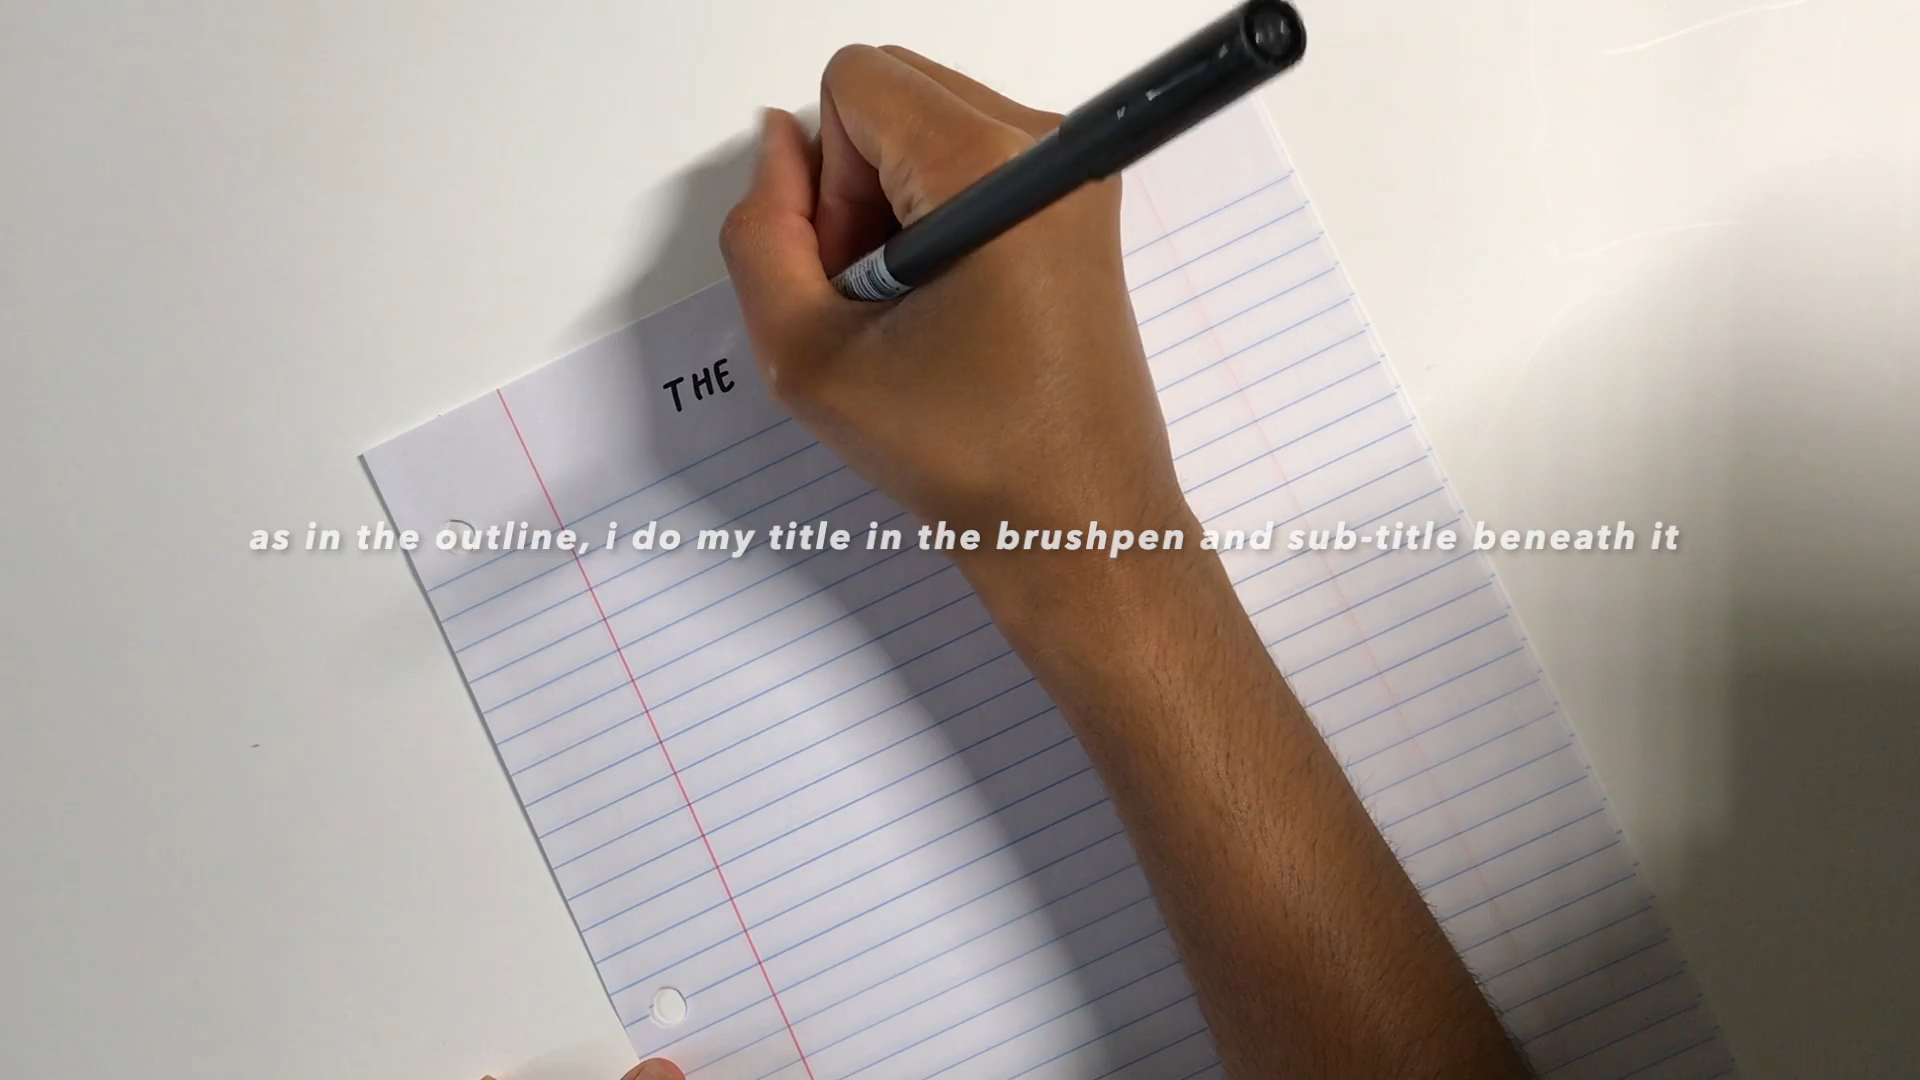 THE
as in the outline, i do my title in the brushpen and sub-title beneath it